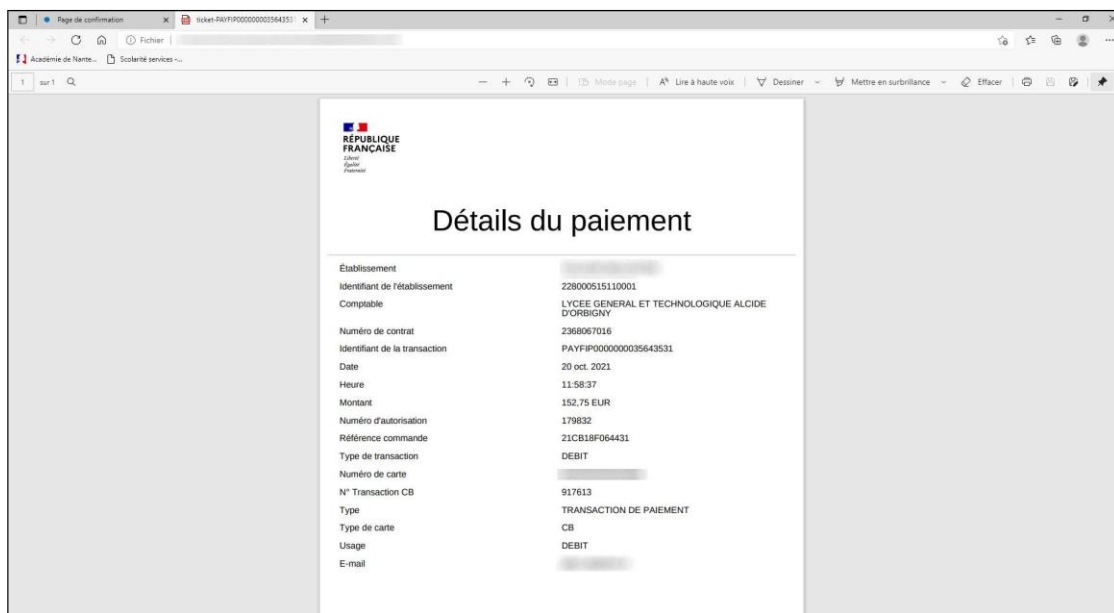 Page de confirmation
ticket-PAYFIP0000000035643531
Fichier
Académie de Nante...
Scolarité services -...
1 sur 1
Mode page
Lire à haute voix
Dessiner
Mettre en surbrillance
Effacer
RÉPUBLIQUE
FRANÇAISE
Liberté
Égalité
Fraternité
Détails du paiement
Établissement
Identifiant de l'établissement 228000515110001
Comptable LYCEE GENERAL ET TECHNOLOGIQUE ALCIDE
D'ORBIGNY
Numéro de contrat 2368067016
Identifiant de la transaction PAYFIP0000000035643531
Date 20 oct. 2021
Heure 11:58:37
Montant 152,75 EUR
Numéro d'autorisation 179832
Référence commande 21CB18F064431
Type de transaction DEBIT
Numéro de carte
N° Transaction CB 917613
Type TRANSACTION DE PAIEMENT
Type de carte CB
Usage DEBIT
E-mail